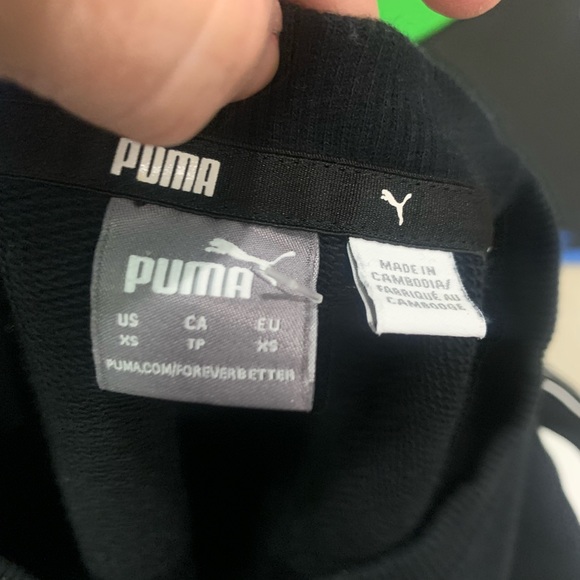 PUMA
PUMA
US CA EU
XS TP XS
PUMA.COM/FOREVERBETTER
MADE IN
CAMBODIA/
FABRIQUÉ AU
CAMBODGE